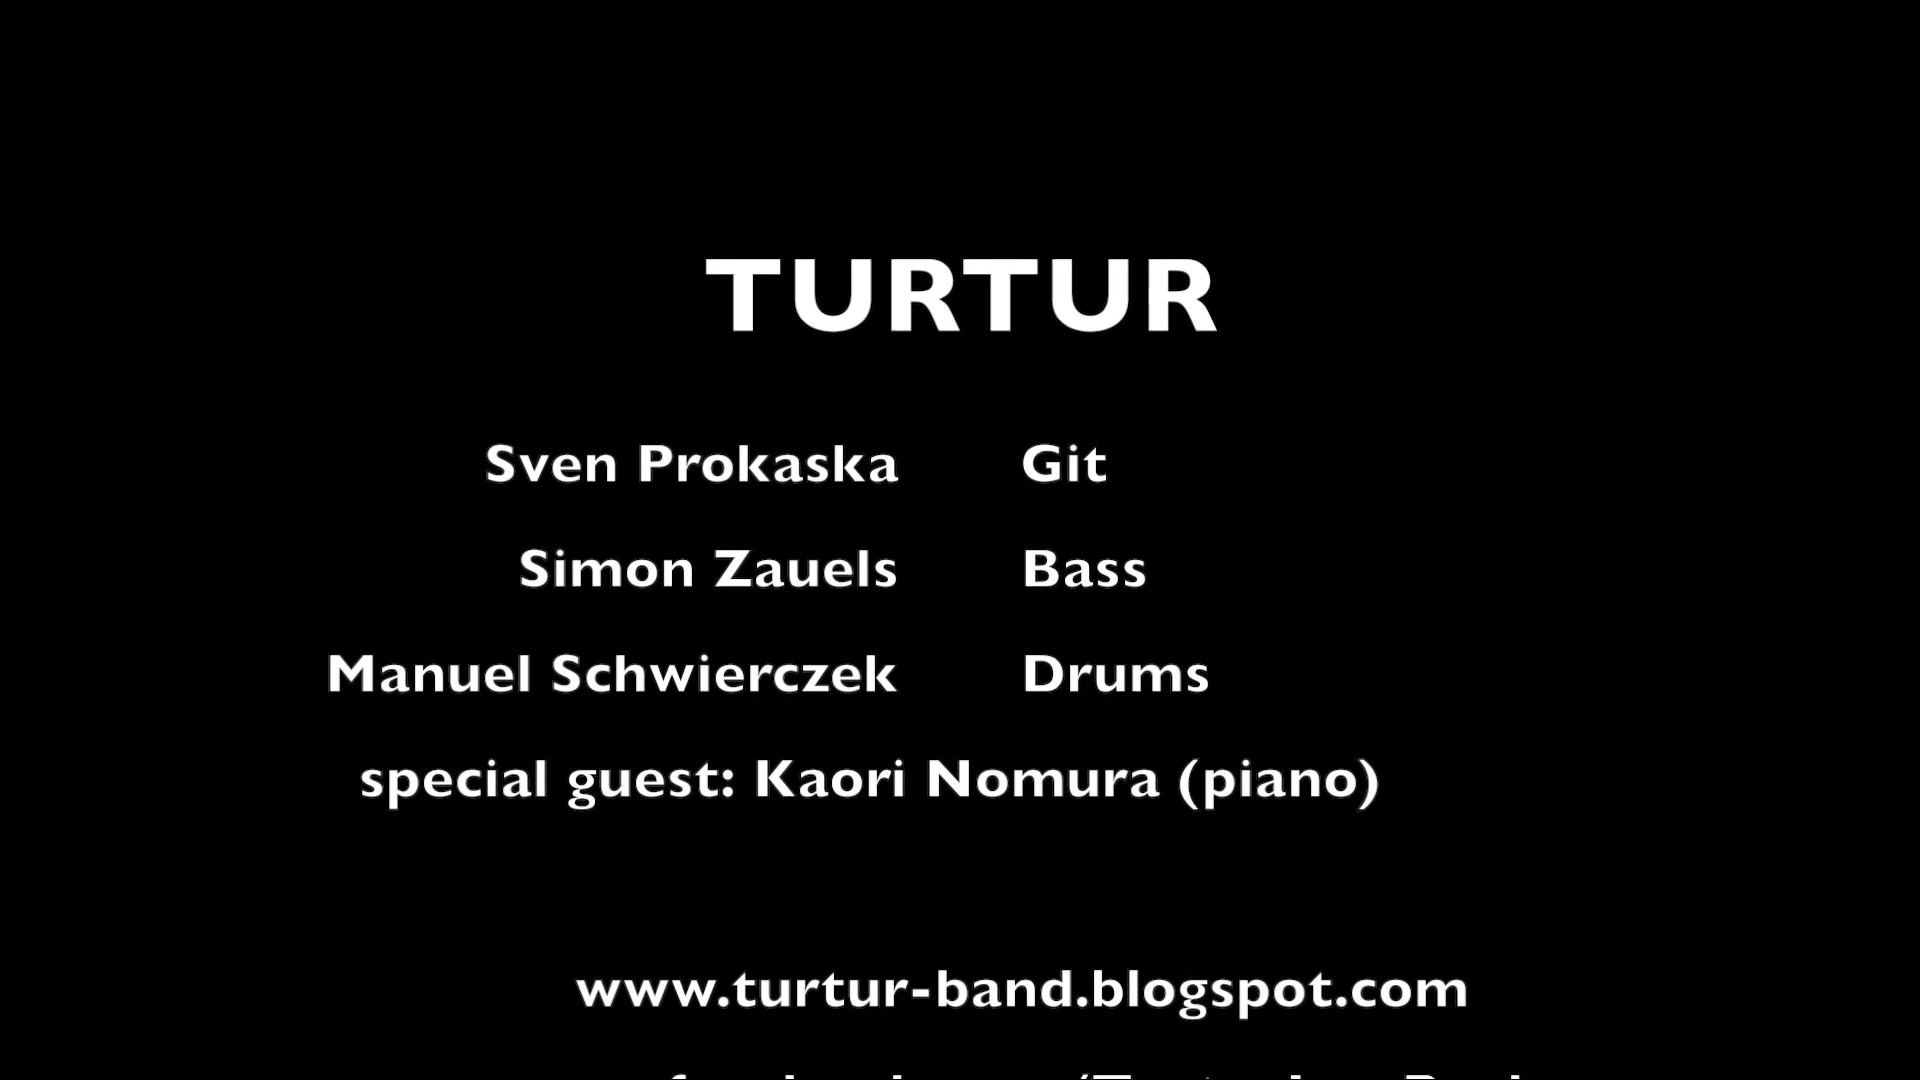 TURTUR
Sven Prokaska Git
Simon Zauels Bass
Manuel Schwierczek Drums
special guest: Kaori Nomura (piano)
www.turtur-band.blogspot.com